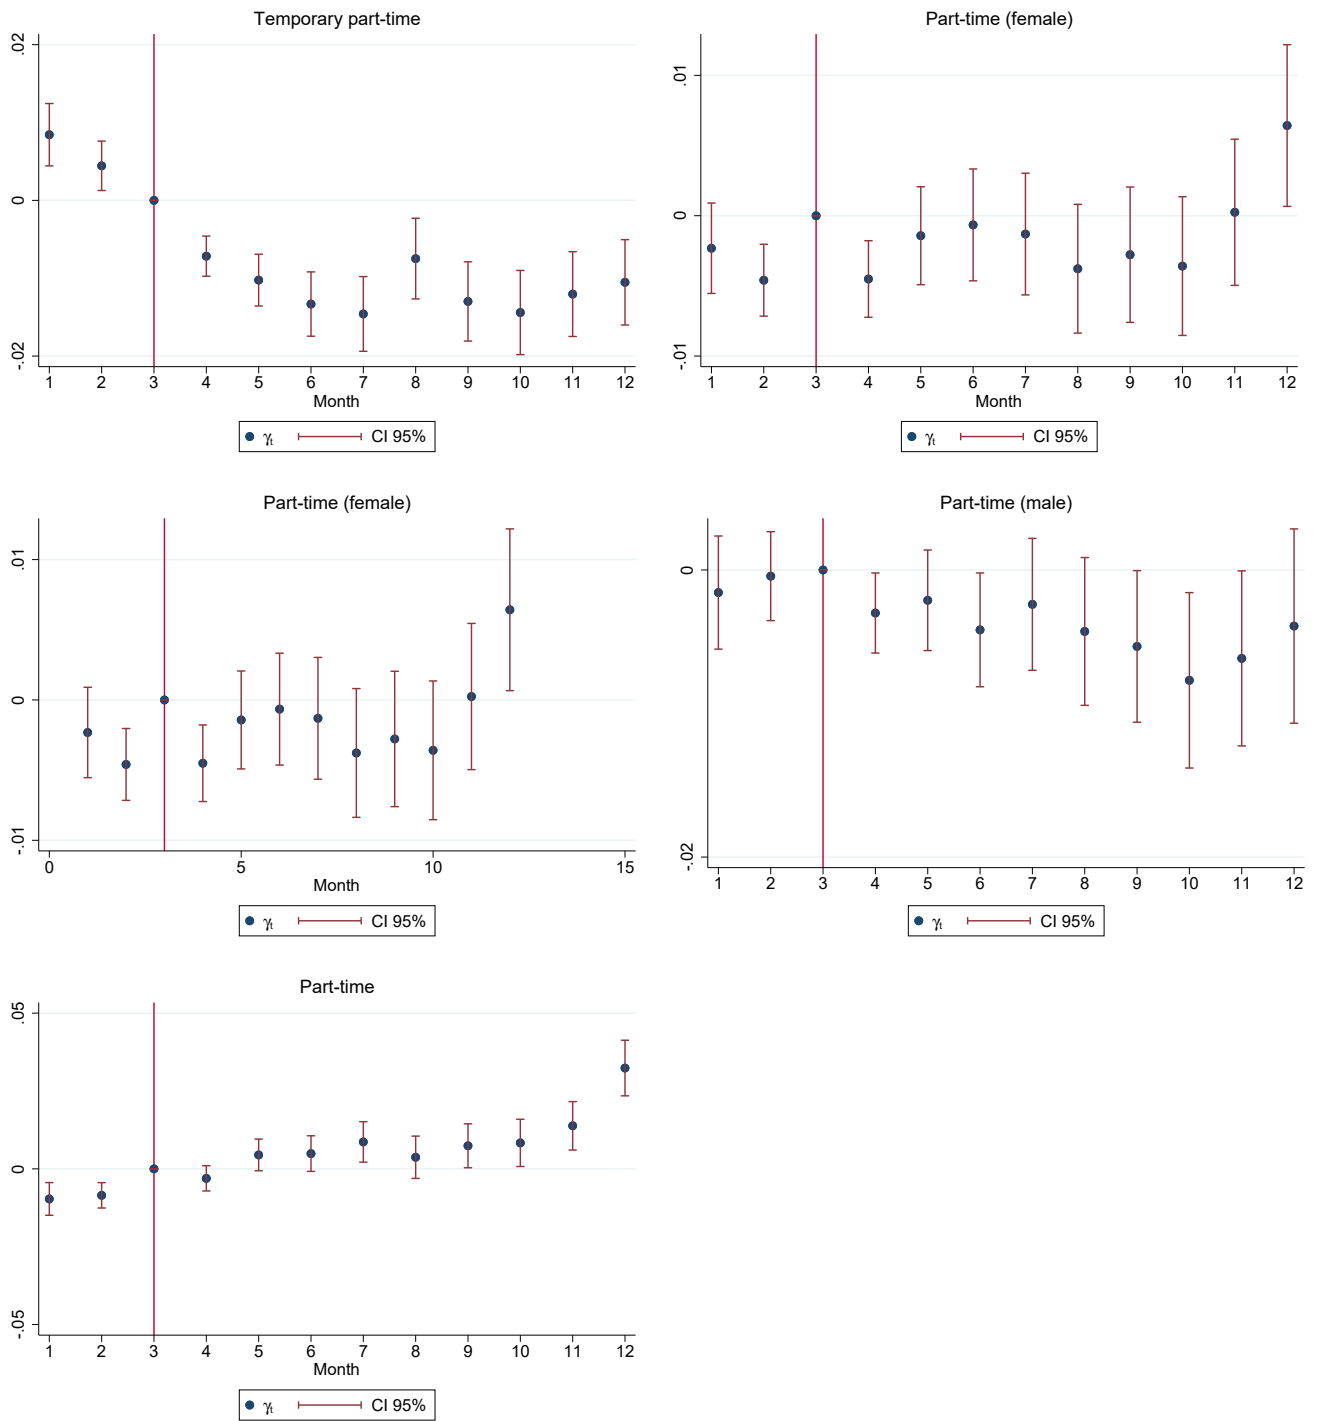 Temporary part-time
.02
0
-.02
1 2 3 4 5 6 7 8 9 10 11 12
Month
γt CI 95%
Part-time (female)
.01
0
-.01
1 2 3 4 5 6 7 8 9 10 11 12
Month
γt CI 95%
Part-time (female)
.01
0
-.01
0 5 10 15
Month
γt CI 95%
Part-time (male)
0
-.02
1 2 3 4 5 6 7 8 9 10 11 12
Month
γt CI 95%
Part-time
.05
0
-.05
1 2 3 4 5 6 7 8 9 10 11 12
Month
γt CI 95%